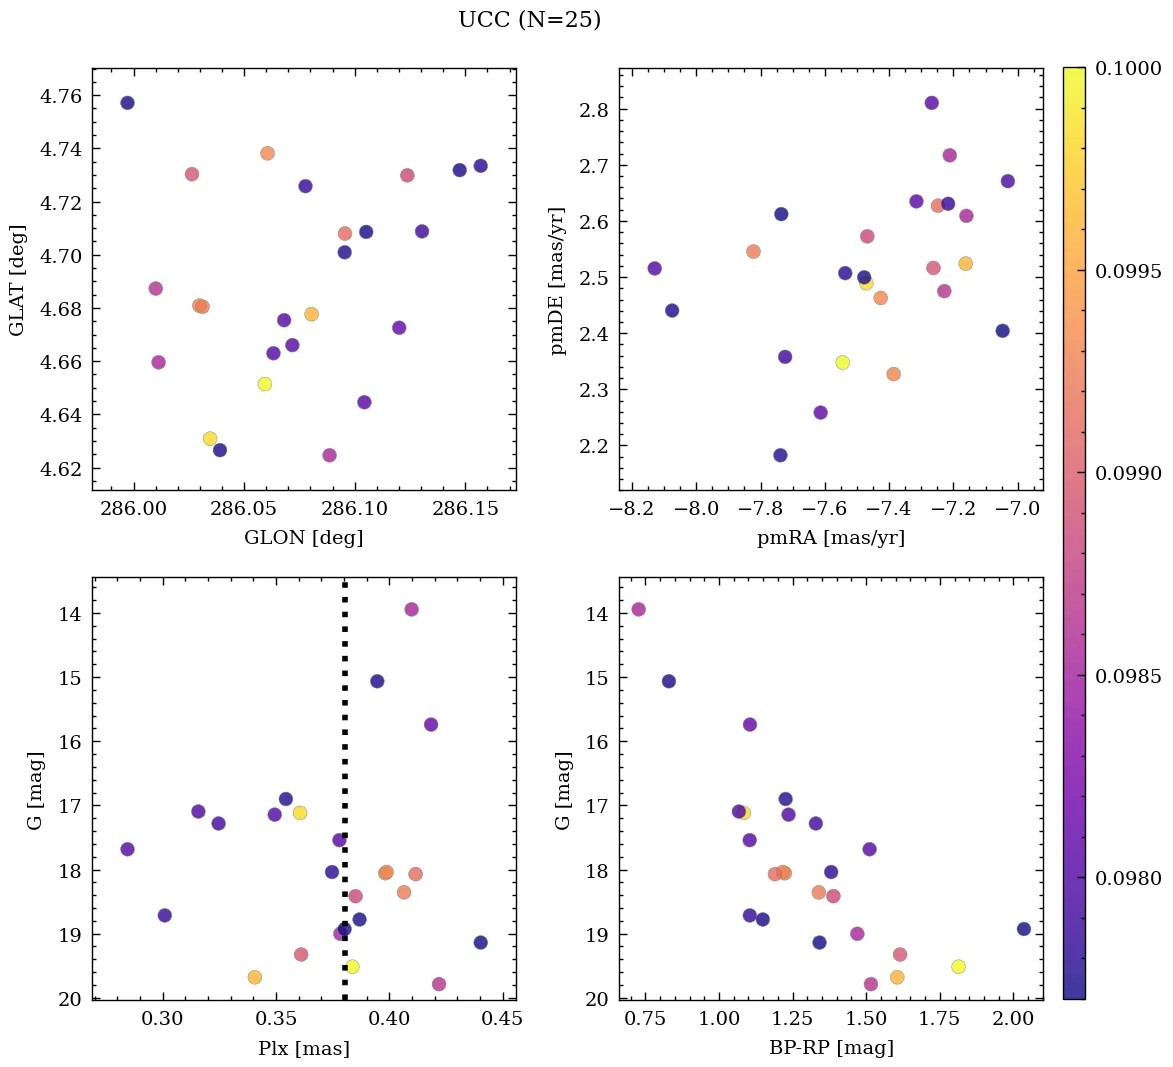 UCC (N=25)
4.76
4.74
4.72
4.70
4.68
4.66
4.64
4.62
GLAT [deg]
286.00 286.05 286.10 286.15
GLON [deg]
2.8
2.7
2.6
2.5
2.4
2.3
2.2
pmDE [mas/yr]
−8.2 −8.0 −7.8 −7.6 −7.4 −7.2 −7.0
pmRA [mas/yr]
14
15
16
17
18
19
20
G [mag]
0.30 0.35 0.40 0.45
Plx [mas]
14
15
16
17
18
19
20
G [mag]
0.75 1.00 1.25 1.50 1.75 2.00
BP-RP [mag]
0.1000
0.0995
0.0990
0.0985
0.0980